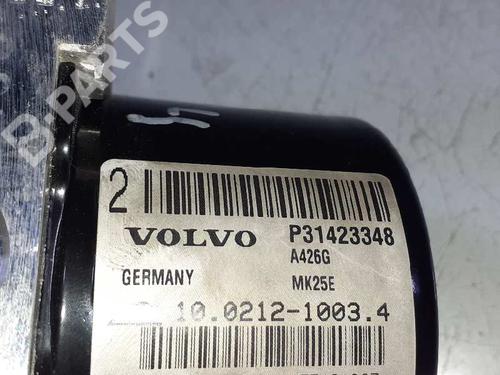 B-PARTS
2
VOLVO P31423348
A426G
GERMANY MK25E
10.0212-1003.4